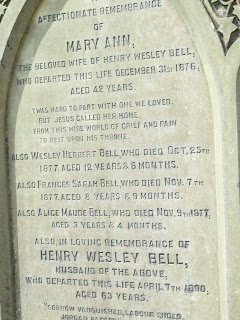 AFFECTIONATE REMEMBRANCE
OF
MARY ANN,
THE BELOVED WIFE OF HENRY WESLEY BELL,
WHO DEPARTED THIS LIFE DECEMBER 31ST 1876,
AGED 42 YEARS.
'TWAS HARD TO PART WITH ONE WE LOVED,
BUT JESUS CALLED HER HOME
FROM THIS WIDE WORLD OF GRIEF AND PAIN
TO REST UPON HIS THRONE.
ALSO WESLEY HERBERT BELL, WHO DIED OCT. 25TH
1877, AGED 12 YEARS & 8 MONTHS.
ALSO FRANCES SARAH BELL, WHO DIED NOV. 7TH
1877, AGED 8 YEARS & 9 MONTHS.
ALSO ALICE MAUDE BELL, WHO DIED NOV. 9TH 1877,
AGED 3 YEARS & 4 MONTHS.
ALSO, IN LOVING REMEMBRANCE OF
HENRY WESLEY BELL,
HUSBAND OF THE ABOVE,
WHO DEPARTED THIS LIFE APRIL 7TH 1890,
AGED 63 YEARS.
"SORROW VANQUISHED, LABOUR ENDED,
JORDAN PASSED